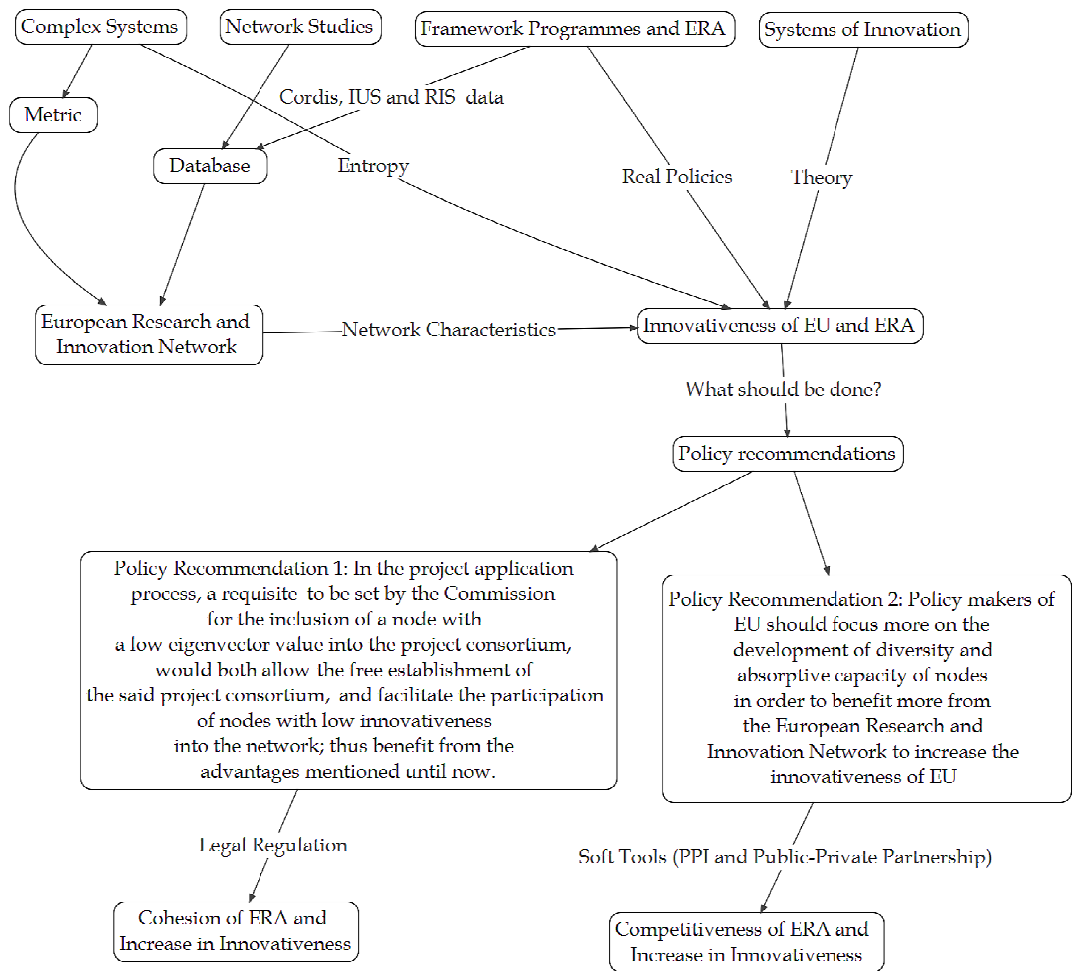 Complex Systems
Network Studies
Framework Programmes and ERA
Systems of Innovation
Cordis, IUS and RIS data
Metric
Database
Entropy
Real Policies
Theory
European Research and
Innovation Network
Network Characteristics
Innovativeness of EU and ERA
What should be done?
Policy recommendations
Policy Recommendation 1: In the project application
process, a requisite to be set by the Commission
for the inclusion of a node with
a low eigenvector value into the project consortium,
would both allow the free establishment of
the said project consortium, and facilitate the participation
of nodes with low innovativeness
into the network; thus benefit from the
advantages mentioned until now.
Policy Recommendation 2: Policy makers of
EU should focus more on the
development of diversity and
absorptive capacity of nodes
in order to benefit more from
the European Research and
Innovation Network to increase the
innovativeness of EU
Legal Regulation
Soft Tools (PPI and Public-Private Partnership)
Cohesion of ERA and
Increase in Innovativeness
Competitiveness of ERA and
Increase in Innovativeness